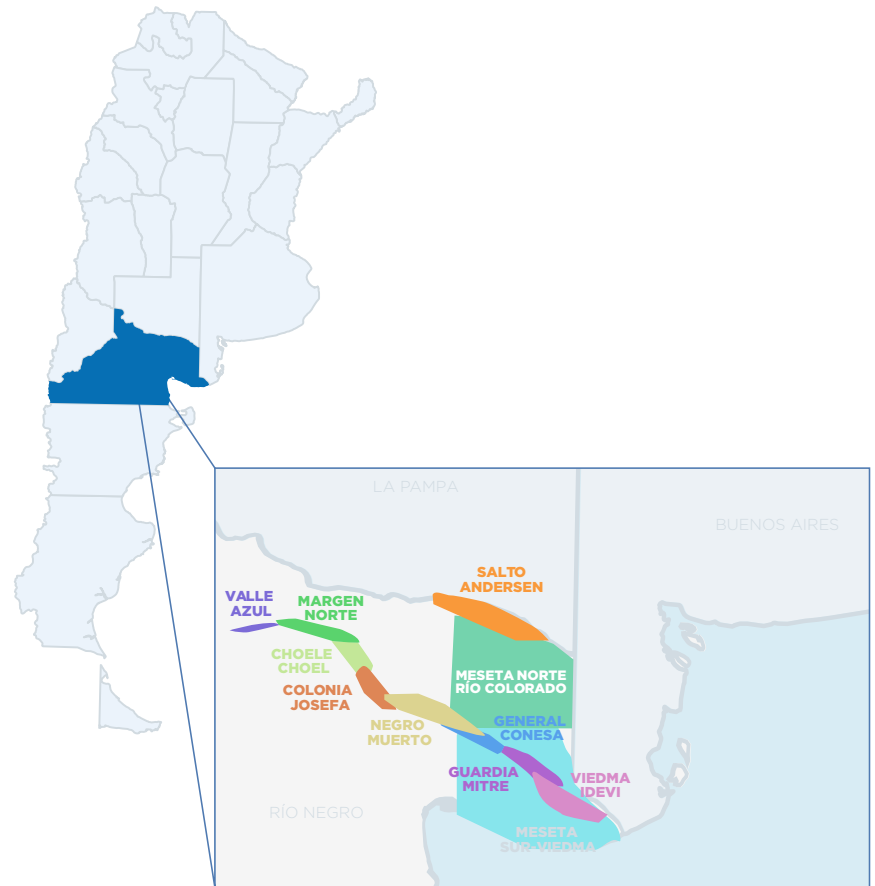 LA PAMPA
BUENOS AIRES
SALTO
ANDERSEN
VALLE
AZUL
MARGEN
NORTE
CHOELE
CHOEL
MESETA NORTE
RÍO COLORADO
COLONIA
JOSEFA
NEGRO
MUERTO
GENERAL
CONESA
GUARDIA
MITRE
VIEDMA
IDEVI
RÍO NEGRO
MESETA
SUR-VIEDMA